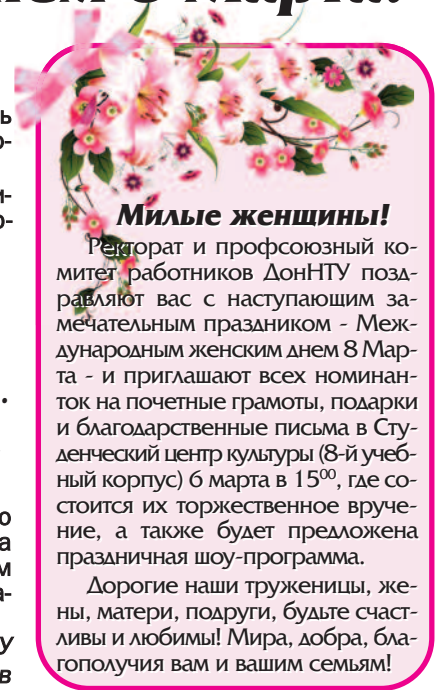 Милые женщины!
Ректорат и профсоюзный ко-
митет работников ДонНТУ позд-
равляют вас с наступающим за-
мечательным праздником - Меж-
дународным женским днем 8 Мар-
та - и приглашают всех номинан-
ток на почетные грамоты, подарки
и благодарственные письма в Сту-
денческий центр культуры (8-й учеб-
ный корпус) 6 марта в 15⁰⁰, где со-
стоится их торжественное вруче-
ние, а также будет предложена
праздничная шоу-программа.
Дорогие наши труженицы, же-
ны, матери, подруги, будьте счаст-
ливы и любимы! Мира, добра, бла-
гополучия вам и вашим семьям!